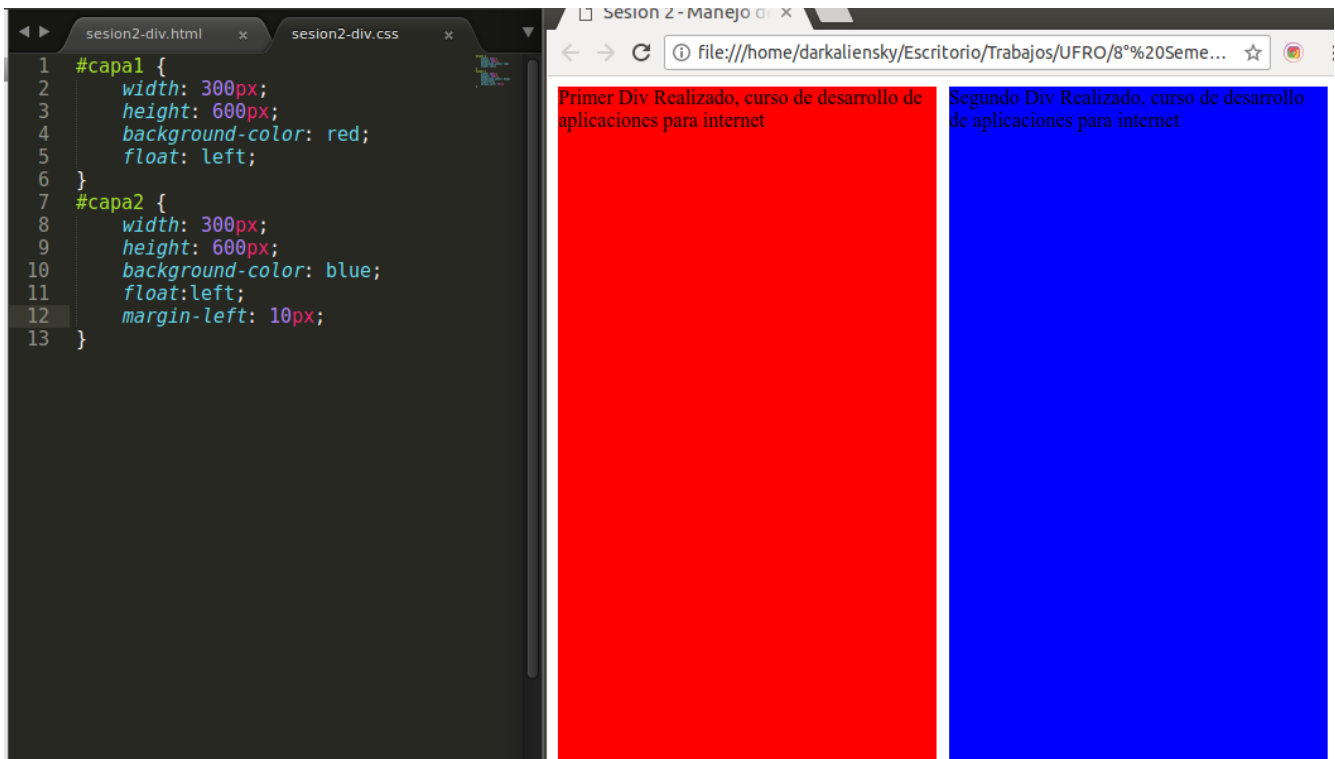 sesion2-div.html x sesion2-div.css x
1 #capa1 {
2 width: 300px;
3 height: 600px;
4 background-color: red;
5 float: left;
6 }
7 #capa2 {
8 width: 300px;
9 height: 600px;
10 background-color: blue;
11 float:left;
12 margin-left: 10px;
13 }
Sesion 2 - Manejo d x
file:///home/darkaliensky/Escritorio/Trabajos/UFRO/8°%20Seme...
Primer Div Realizado, curso de desarrollo de
aplicaciones para internet
Segundo Div Realizado, curso de desarrollo
de aplicaciones para internet